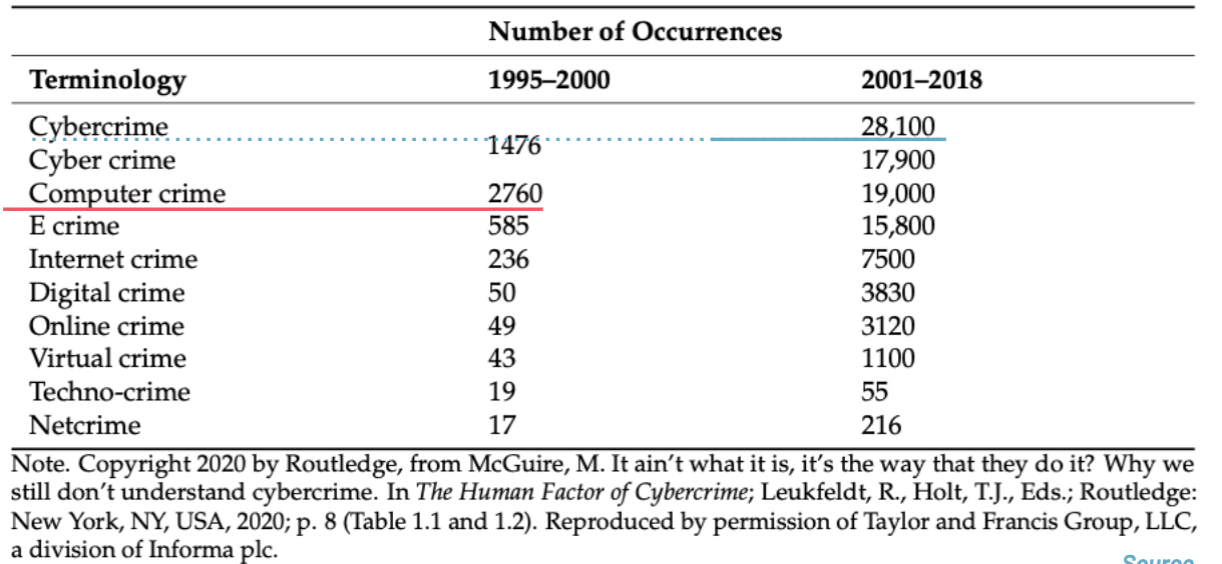 Number of Occurrences
Terminology 1995–2000 2001–2018
Cybercrime 28,100
1476
Cyber crime 17,900
Computer crime 2760 19,000
E crime 585 15,800
Internet crime 236 7500
Digital crime 50 3830
Online crime 49 3120
Virtual crime 43 1100
Techno-crime 19 55
Netcrime 17 216
Note. Copyright 2020 by Routledge, from McGuire, M. It ain’t what it is, it’s the way that they do it? Why we
still don’t understand cybercrime. In The Human Factor of Cybercrime; Leukfeldt, R., Holt, T.J., Eds.; Routledge:
New York, NY, USA, 2020; p. 8 (Table 1.1 and 1.2). Reproduced by permission of Taylor and Francis Group, LLC,
a division of Informa plc.
Source